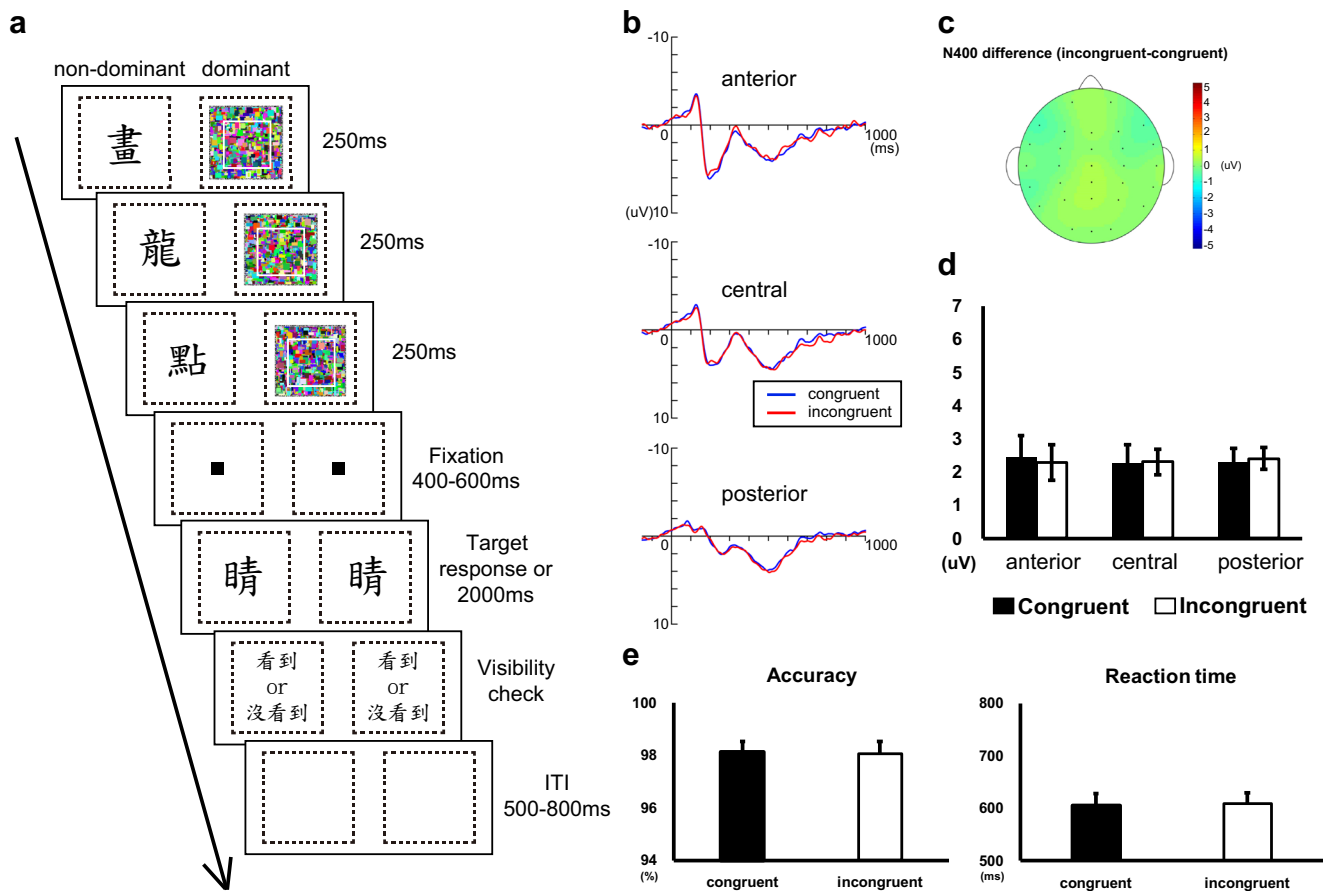 a
non-dominant dominant
畫
250ms
龍
250ms
點
250ms
Fixation
400-600ms
睛 睛
Target
response or
2000ms
看到 看到
or or
沒看到 沒看到
Visibility
check
ITI
500-800ms
b
-10
anterior
0
1000
(ms)
(uV)
10
-10
central
0
1000
congruent
incongruent
10
-10
posterior
0
1000
10
c
N400 difference (incongruent-congruent)
5
4
3
2
1
0
-1
-2
-3
-4
-5
(uV)
d
7
6
5
4
3
2
1
0
(uV)
anterior central posterior
Congruent Incongruent
e
Accuracy
100
98
96
94
(%)
congruent incongruent
Reaction time
800
700
600
500
(ms)
congruent incongruent